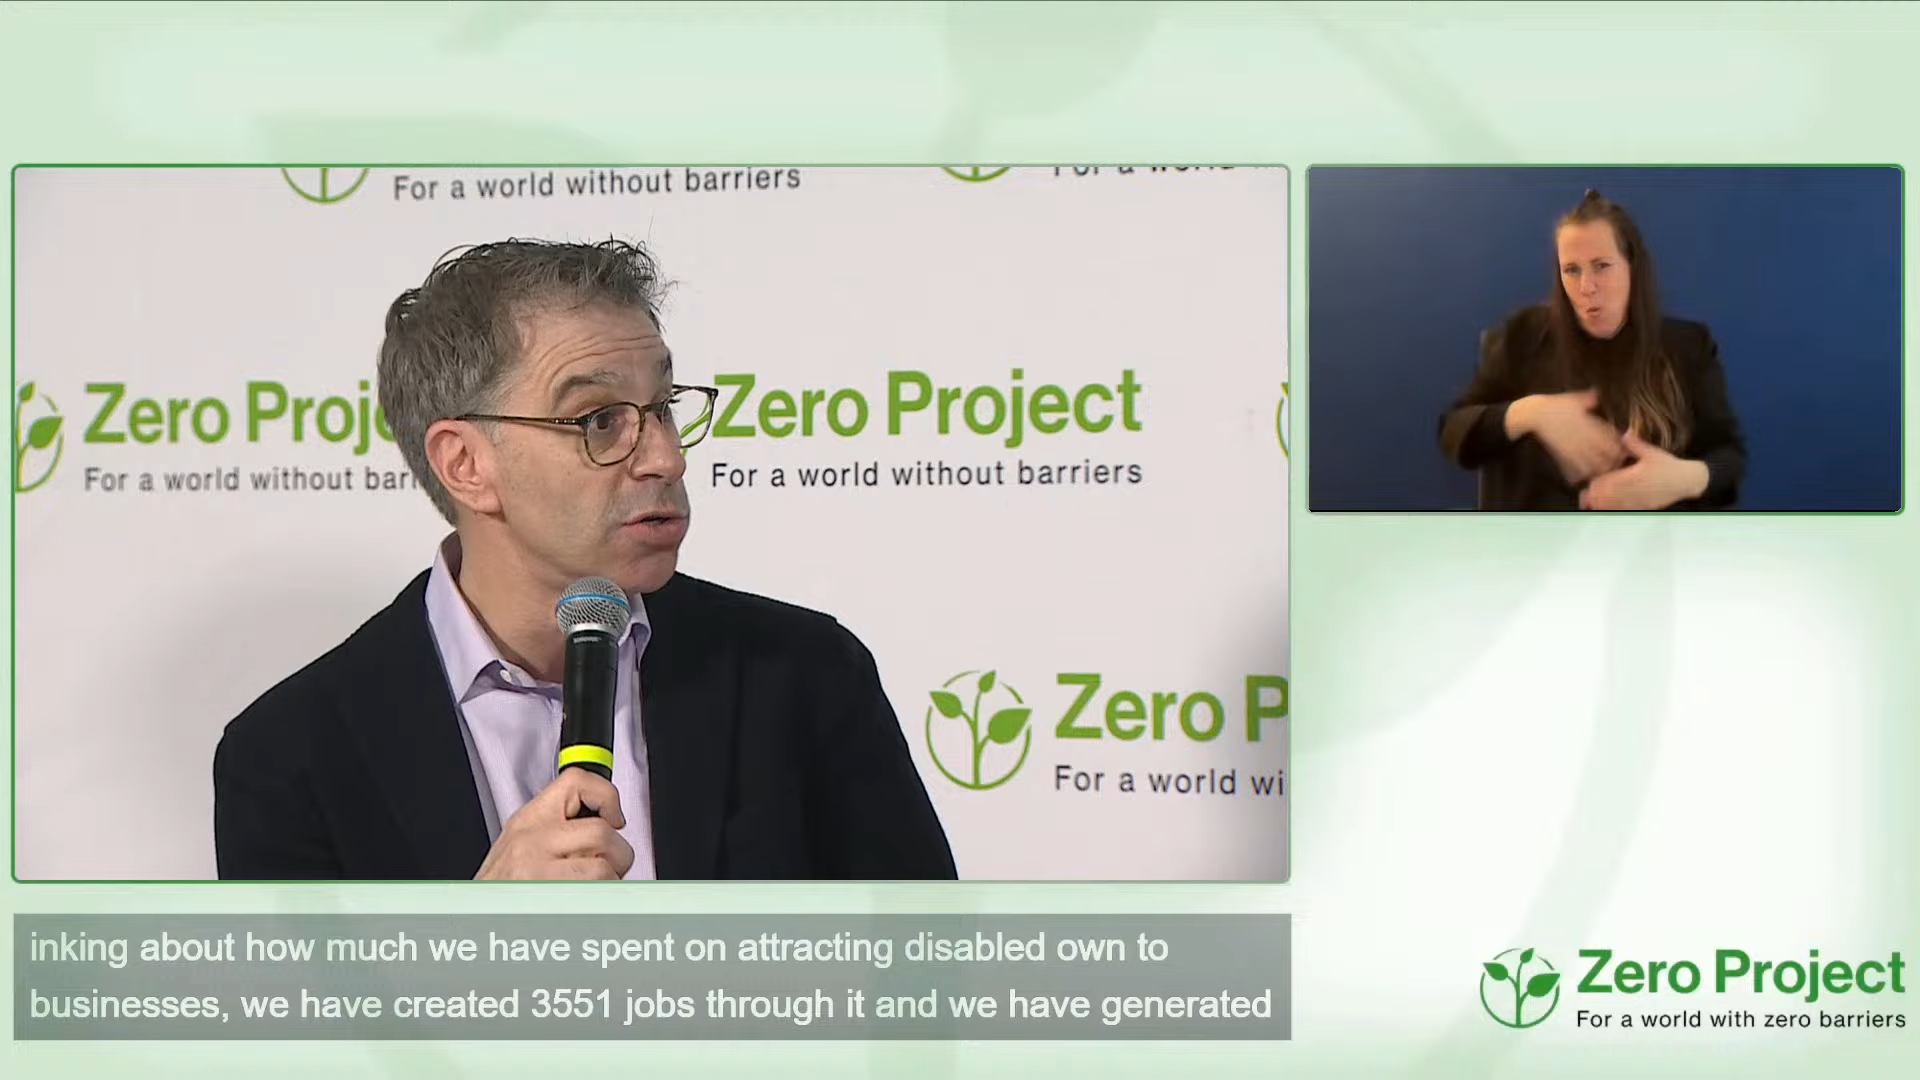 For a world without barriers
Zero Proj
For a world without barr
Zero Project
For a world without barriers
Zero P
For a world wi
inking about how much we have spent on attracting disabled own to
businesses, we have created 3551 jobs through it and we have generated
Zero Project
For a world with zero barriers